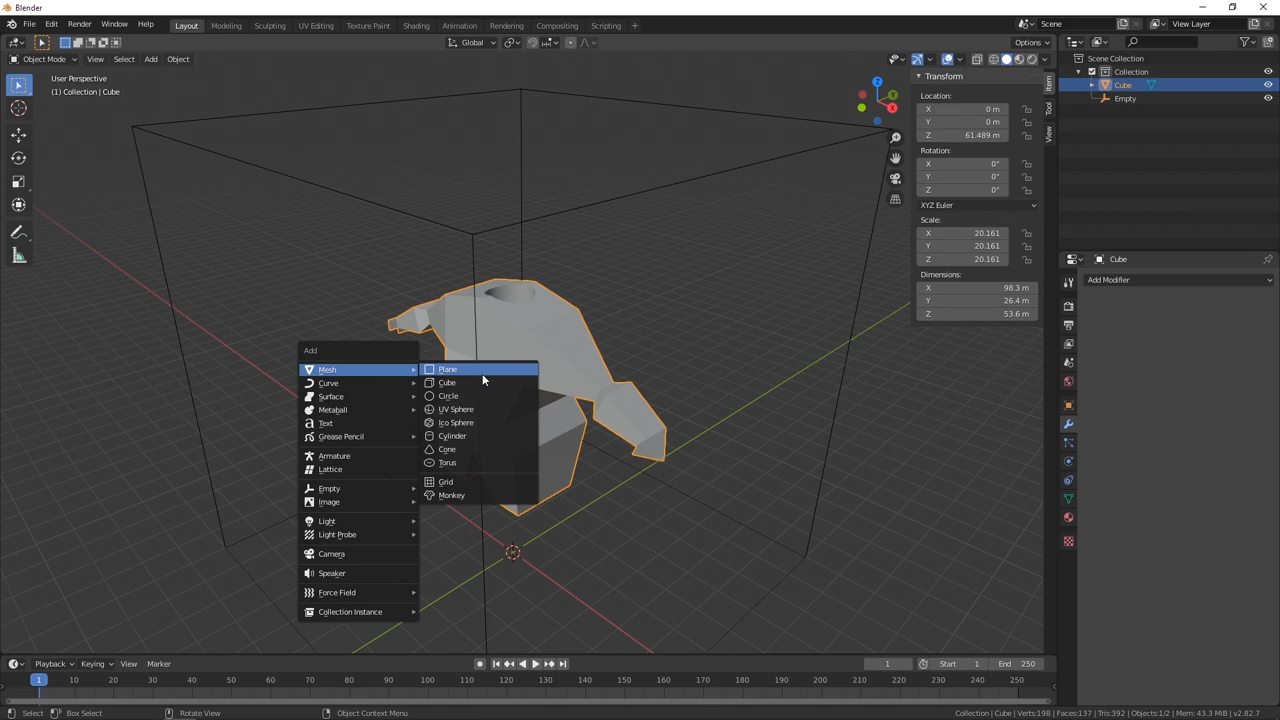 Blender
File Edit Render Window Help Layout Modeling Sculpting UV Editing Texture Paint Shading Animation Rendering Compositing Scripting + Scene View Layer
Global Options
Object Mode View Select Add Object
User Perspective
(1) Collection | Cube
Z
Y
X
Transform
Location:
X 0 m
Y 0 m
Z 61.489 m
Rotation:
X 0°
Y 0°
Z 0°
XYZ Euler
Scale:
X 20.161
Y 20.161
Z 20.161
Dimensions:
X 98.3 m
Y 26.4 m
Z 53.6 m
Item
Tool
View
Scene Collection
Collection
Cube
Empty
Cube
Add Modifier
Add
Mesh
Curve
Surface
Metaball
Text
Grease Pencil
Armature
Lattice
Empty
Image
Light
Light Probe
Camera
Speaker
Force Field
Collection Instance
Plane
Cube
Circle
UV Sphere
Ico Sphere
Cylinder
Cone
Torus
Grid
Monkey
Playback Keying View Marker 1 Start 1 End 250
1 10 20 30 40 50 60 70 80 90 100 110 120 130 140 150 160 170 180 190 200 210 220 230 240 250
Select Box Select Rotate View Object Context Menu Collection | Cube | Verts:198 | Faces:137 | Tris:392 | Objects:1/2 | Mem: 43.3 MiB | v2.82.7